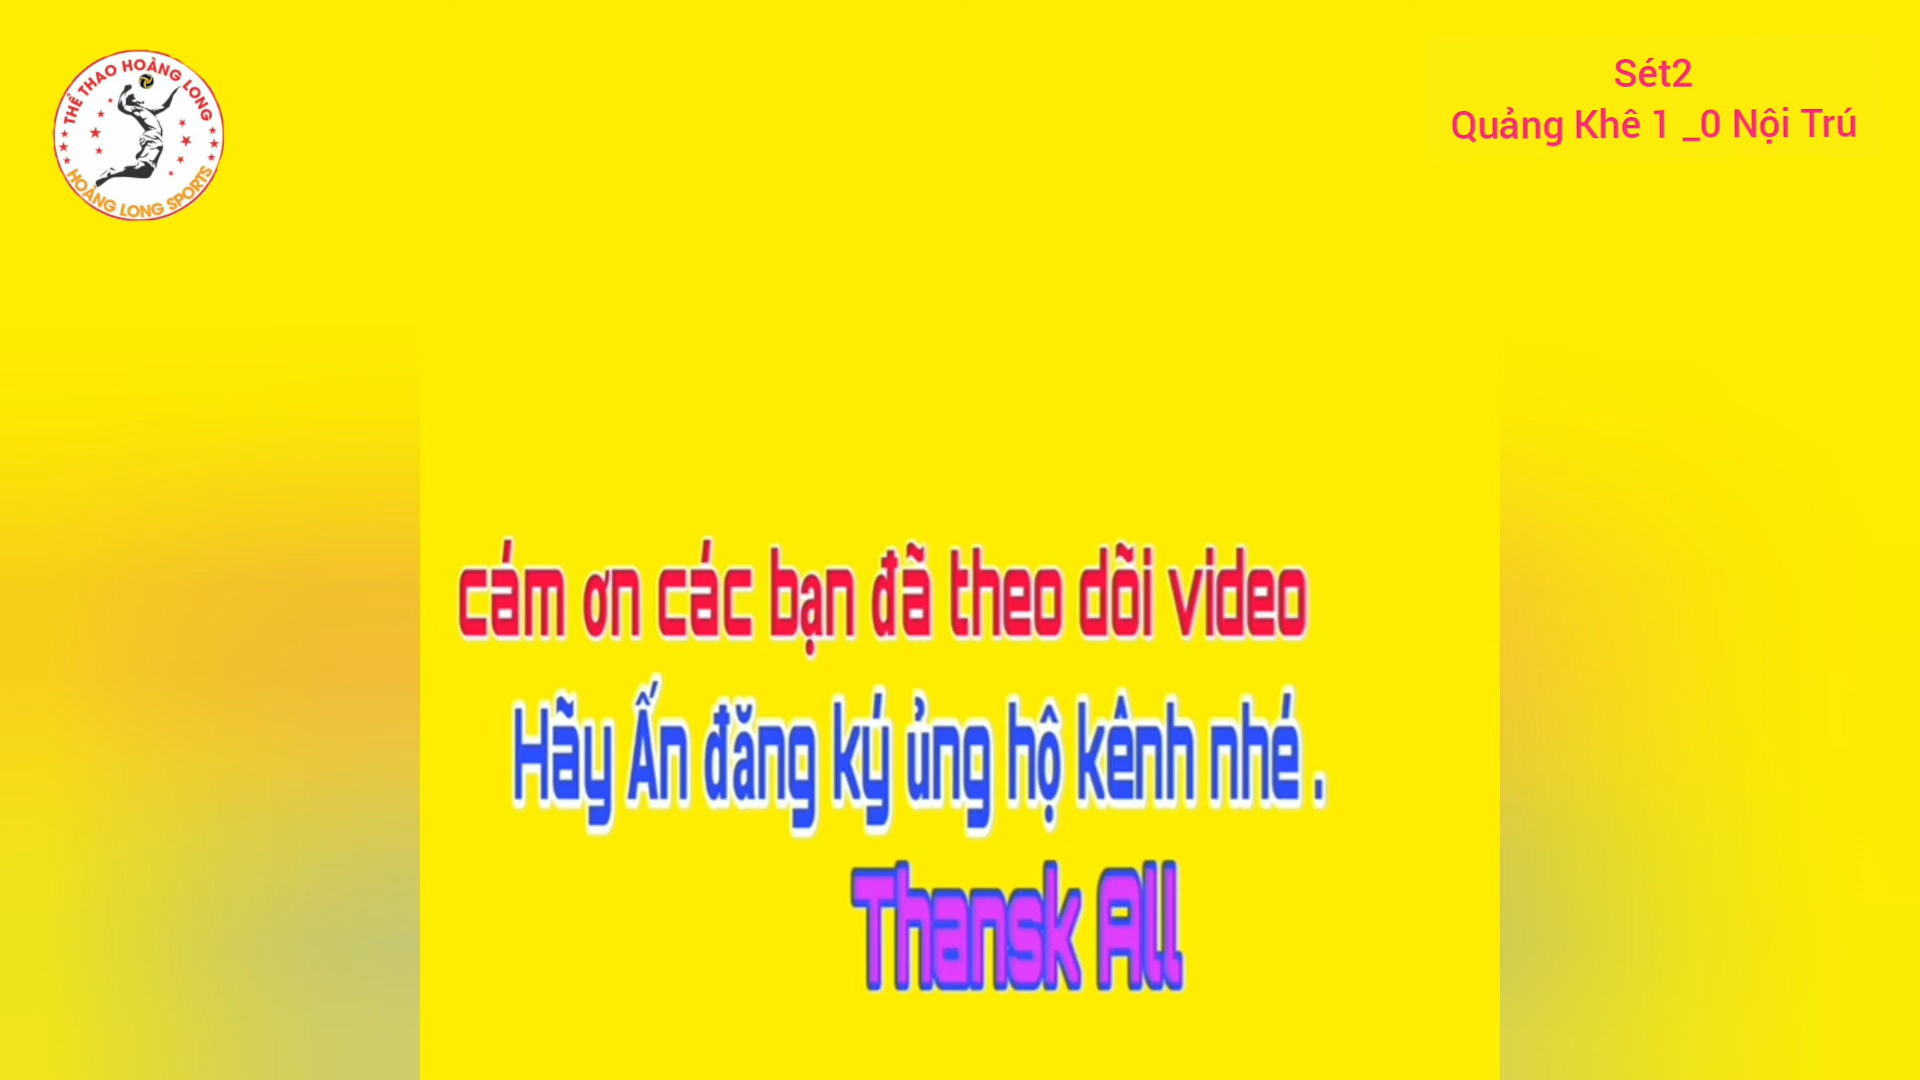 THỂ THAO HOÀNG LONG
HOÀNG LONG SPORTS
Sét2
Quảng Khê 1 _0 Nội Trú
cám ơn các bạn đã theo dõi video
Hãy Ấn đăng ký ủng hộ kênh nhé .
Thansk All